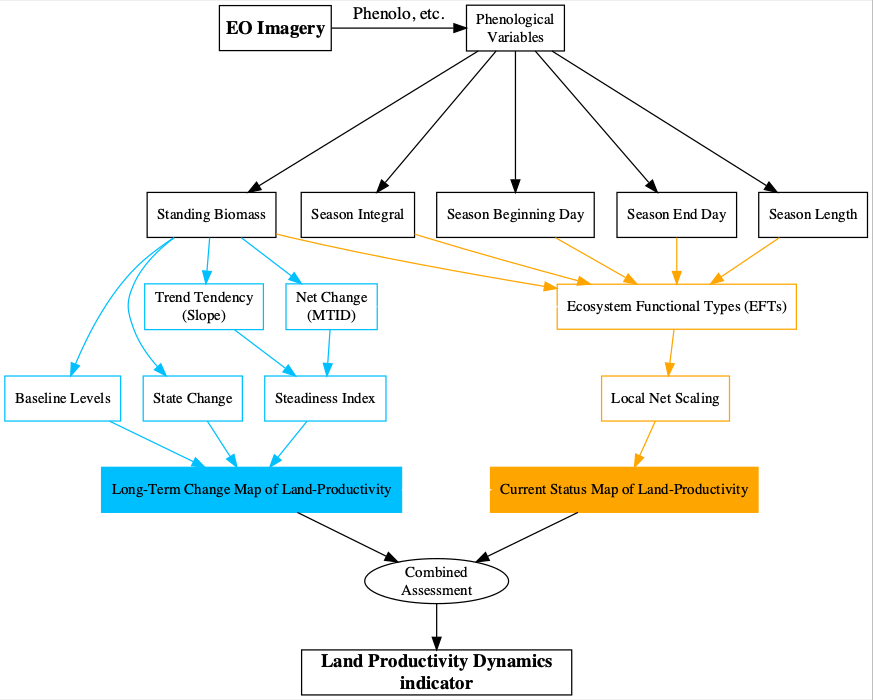 EO Imagery
Phenolo, etc.
Phenological
Variables
Standing Biomass
Season Integral
Season Beginning Day
Season End Day
Season Length
Trend Tendency
(Slope)
Net Change
(MTID)
Ecosystem Functional Types (EFTs)
Baseline Levels
State Change
Steadiness Index
Local Net Scaling
Long-Term Change Map of Land-Productivity
Current Status Map of Land-Productivity
Combined
Assessment
Land Productivity Dynamics
indicator